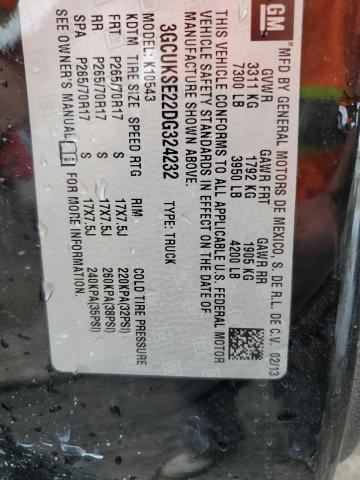 GM
MFD BY GENERAL MOTORS DE MEXICO, S. DE R.L. DE C.V. 02/13
GVWR GAWR FRT GAWR RR
3311 KG 1792 KG 1905 KG
7300 LB 3950 LB 4200 LB
THIS VEHICLE CONFORMS TO ALL APPLICABLE U.S. FEDERAL MOTOR
VEHICLE SAFETY STANDARDS IN EFFECT ON THE DATE OF
MANUFACTURE SHOWN ABOVE.
3GCUKSE22DG324232 TYPE: TRUCK
MODEL: K10543
KDTM TIRE SIZE SPEED RTG RIM COLD TIRE PRESSURE
FRT P265/70R17 S 17X7.5J 220KPA(32PSI)
RR P265/70R17 S 17X7.5J 260KPA(38PSI)
SPA P265/70R17 S 17X7.5J 240KPA(35PSI)
SEE OWNER'S MANUAL FOR MORE INFORMATION.